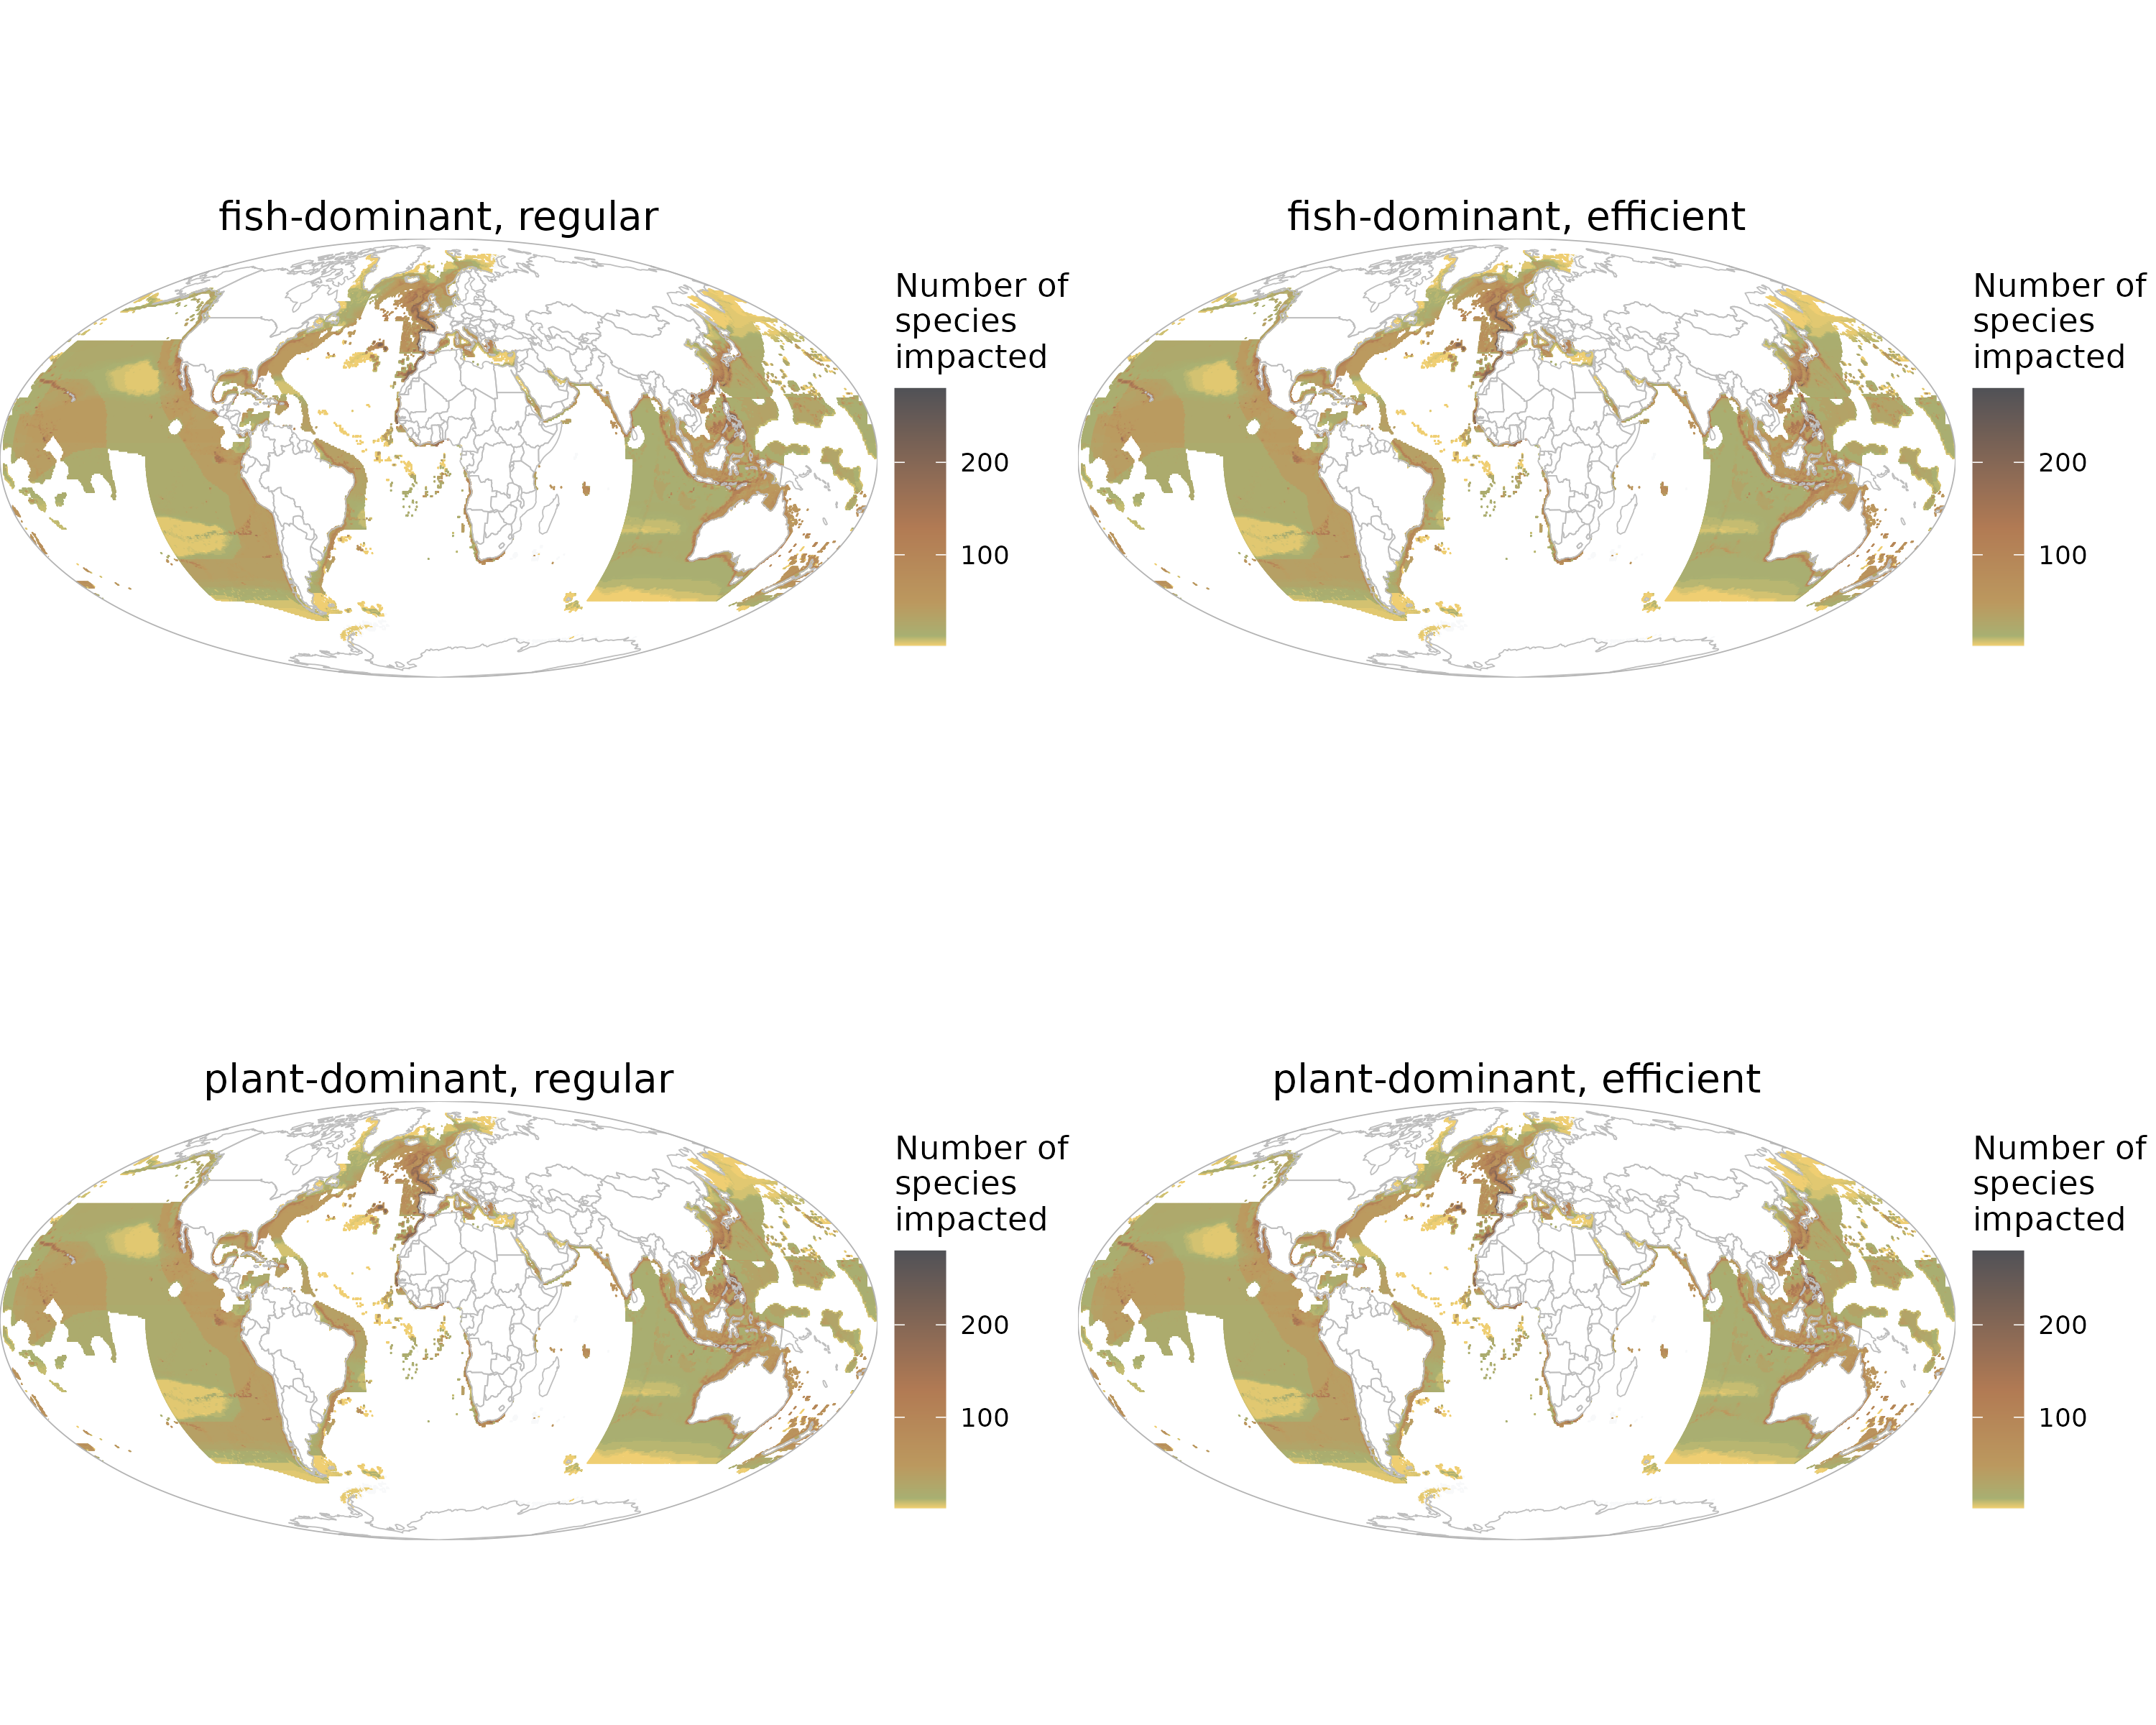 fish-dominant, regular
Number of
species
impacted
200
100
fish-dominant, efficient
Number of
species
impacted
200
100
plant-dominant, regular
Number of
species
impacted
200
100
plant-dominant, efficient
Number of
species
impacted
200
100